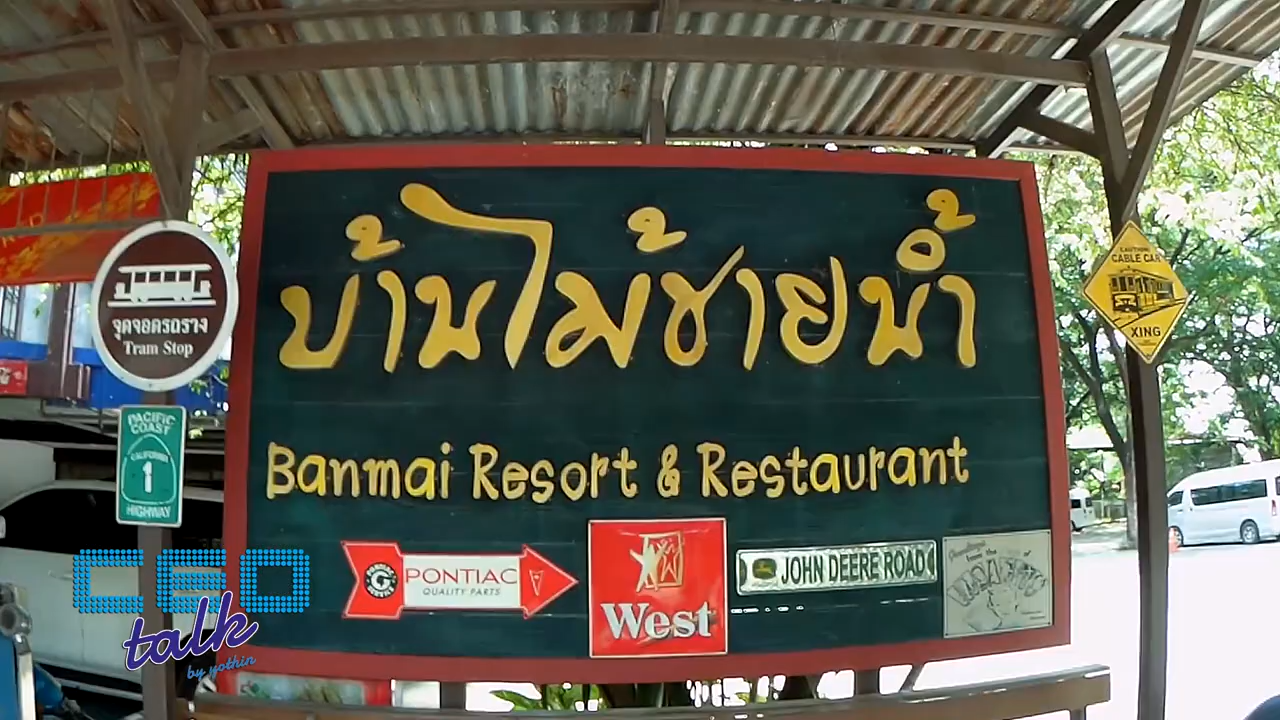 บ้านไม้ชายน้ำ
Banmai Resort & Restaurant
จุดจอดรถราง
Tram Stop
PACIFIC
COAST
CALIFORNIA
1
HIGHWAY
CAUTION
CABLE CAR
XING
PONTIAC
QUALITY PARTS
West
JOHN DEERE ROAD
CEO
talk
by yothin